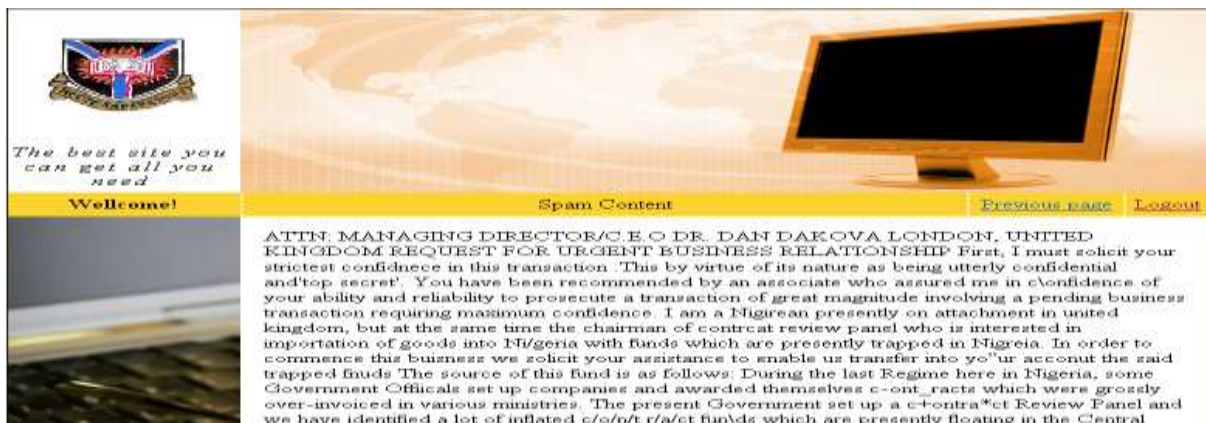 The best site you
can get all you
need
Wellcome!
Spam Content
Previous page
Logout
ATTN: MANAGING DIRECTOR/C.E.O DR. DAN DAKOVA LONDON, UNITED
KINGDOM REQUEST FOR URGENT BUSINESS RELATIONSHIP First, I must solicit your
strictest confidnece in this transaction .This by virtue of its nature as being utterly confidential
and'top secret'. You have been recommended by an associate who assured me in c\onfidence of
your ability and reliability to prosecute a transaction of great magnitude involving a pending business
transaction requiring maximum confidence. I am a Nigirean presently on attachment in united
kingdom, but at the same time the chairman of contrcat review panel who is interested in
importation of goods into Ni/geria with funds which are presently trapped in Nigreia. In order to
commence this buizness we solicit your assistance to enable us transfer into yo"ur acconut the said
trapped fnuds The source of this fund is as follows: During the last Regime here in Nigeria, some
Government Offiicals set up companies and awarded themselves c-ont_racts which were grossly
over-invoiced in various ministries. The present Government set up a c+ontra*ct Review Panel and
we have identified a lot of inflated c/o/n/t r/a/ct fun\ds which are presently floating in the Central